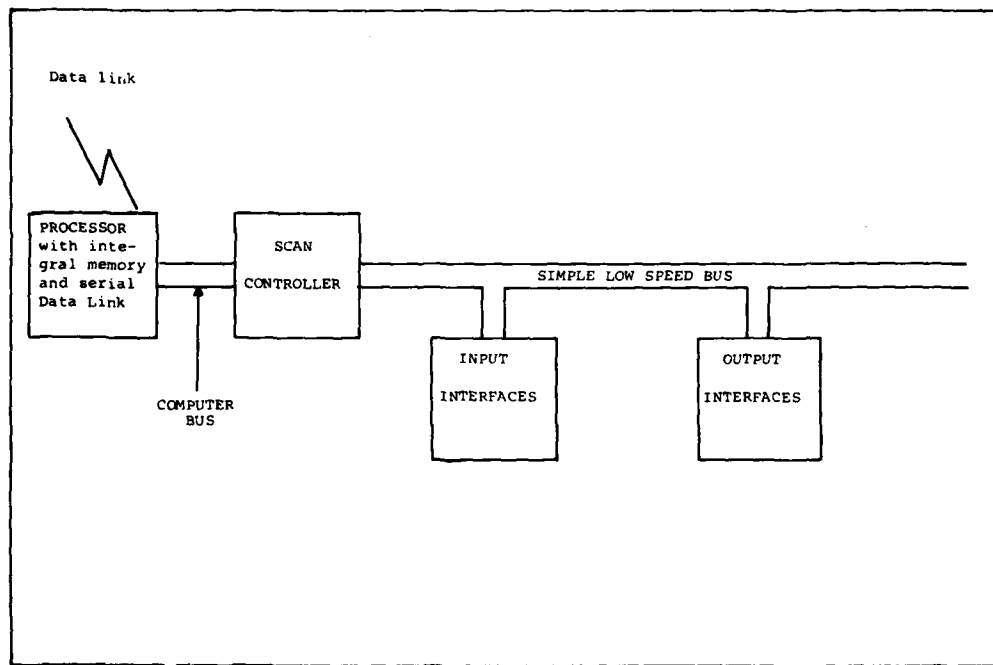 Data link
PROCESSOR
with inte-
gral memory
and serial
Data Link
SCAN
CONTROLLER
SIMPLE LOW SPEED BUS
COMPUTER
BUS
INPUT
INTERFACES
OUTPUT
INTERFACES